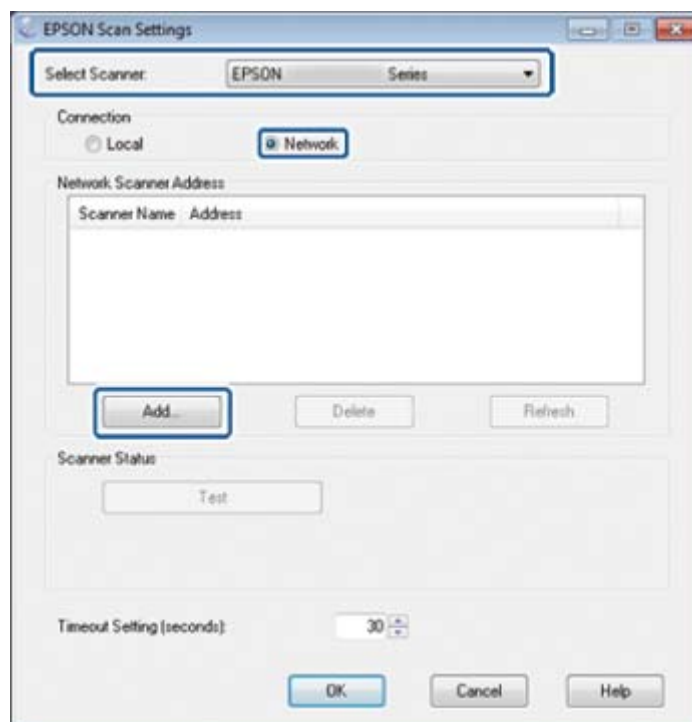 EPSON Scan Settings
Select Scanner: EPSON Series
Connection
Local Network
Network Scanner Address
Scanner Name Address
Add... Delete Refresh
Scanner Status
Test
Timeout Setting (seconds): 30
OK Cancel Help